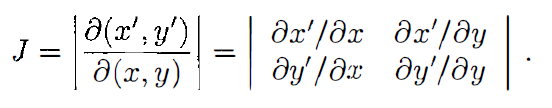 J = | ∂(x′, y′) / ∂(x, y) | = | ∂x′/∂x ∂x′/∂y ; ∂y′/∂x ∂y′/∂y | .